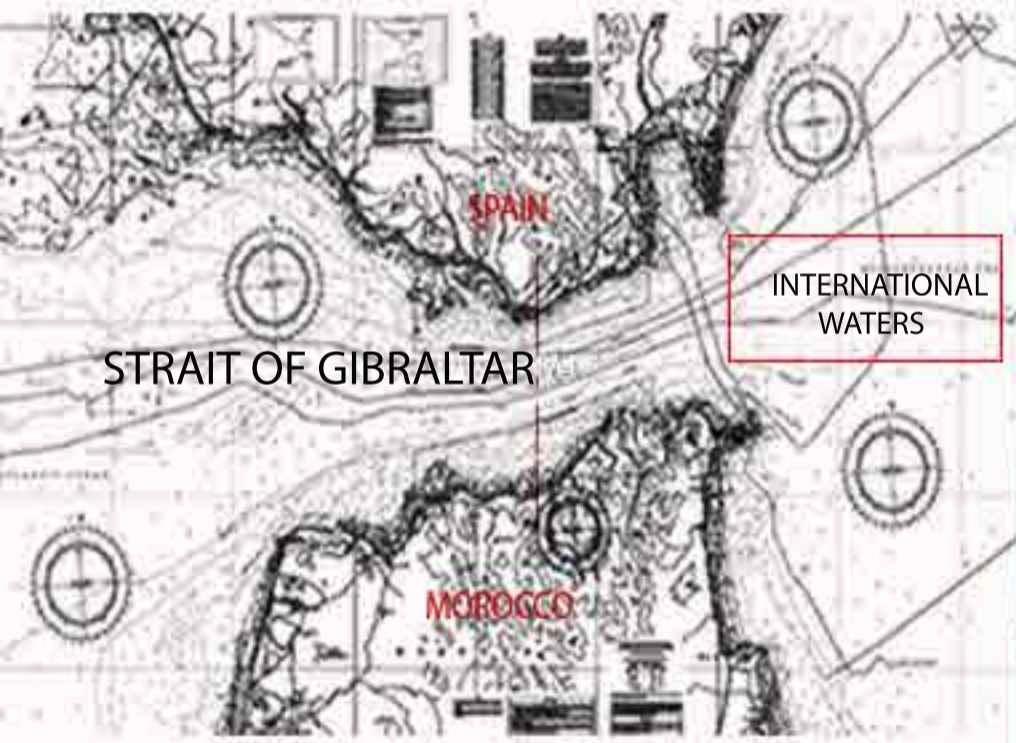 SPAIN
INTERNATIONAL
WATERS
STRAIT OF GIBRALTAR
MOROCCO